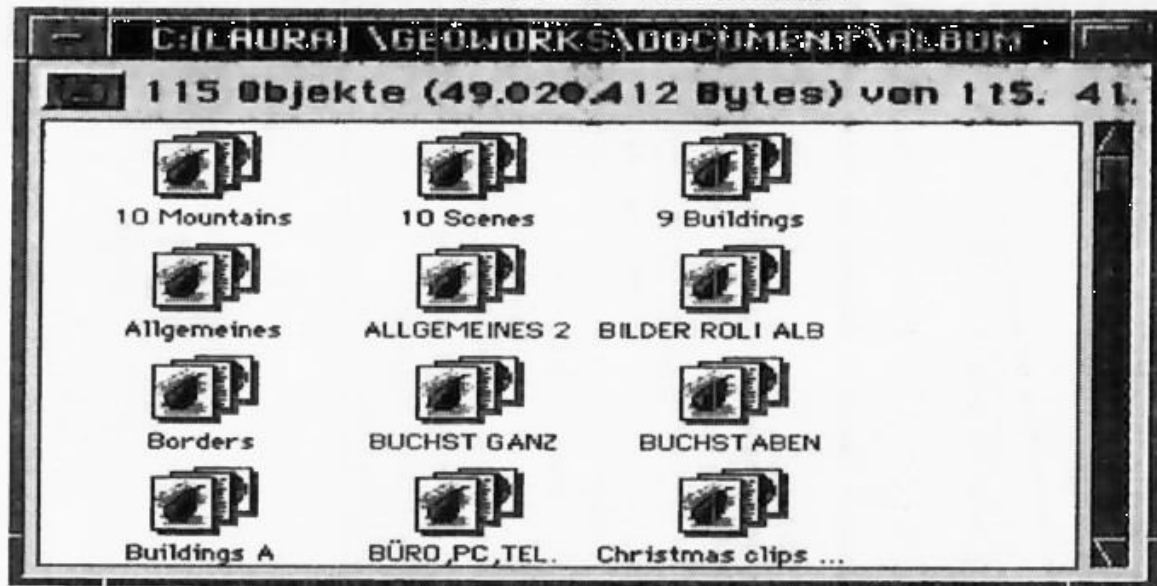 C:[LAURA] \GEOWORKS\DOCUMENT\ALBUM
115 Objekte (49.020.412 Bytes) von 115. 41.
10 Mountains 10 Scenes 9 Buildings
Allgemeines ALLGEMEINES 2 BILDER ROLI ALB
Borders BUCHST GANZ BUCHSTABEN
Buildings A BÜRO,PC,TEL. Christmas clips ...